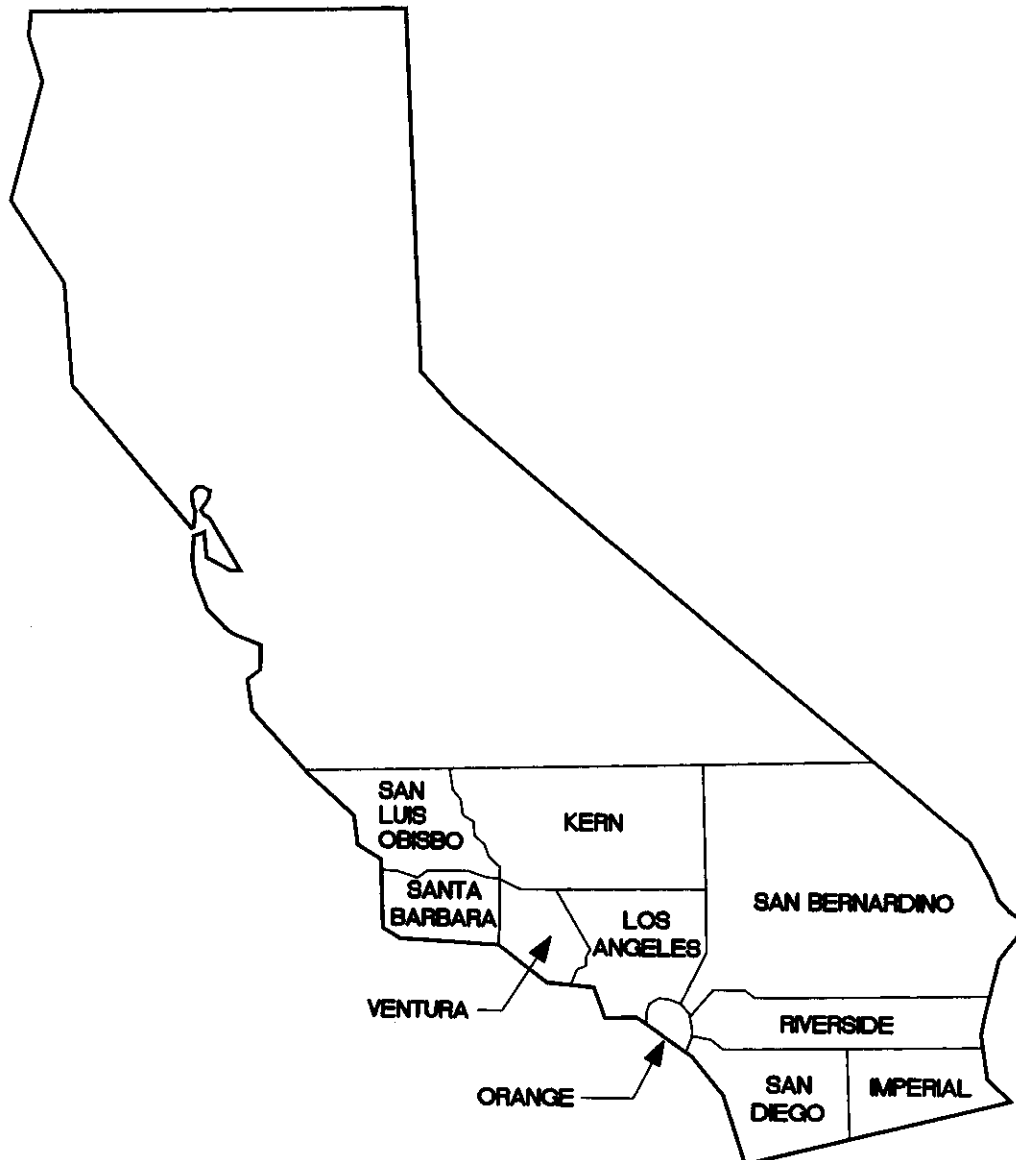 SAN
LUIS
OBISBO
KERN
SANTA
BARBARA
LOS
ANGELES
SAN BERNARDINO
VENTURA
RIVERSIDE
ORANGE
SAN
DIEGO
IMPERIAL